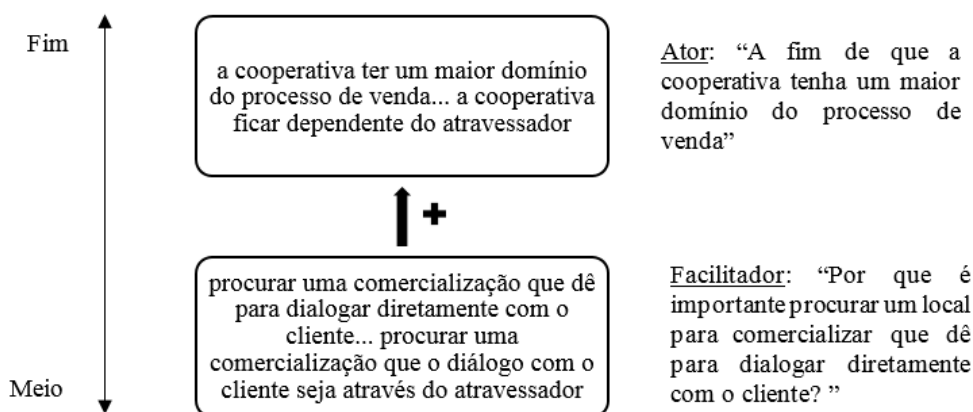 Fim
a cooperativa ter um maior domínio
do processo de venda... a cooperativa
ficar dependente do atravessador
Ator: “A fim de que a
cooperativa tenha um maior
domínio do processo de
venda”
+
procurar uma comercialização que dê
para dialogar diretamente com o
cliente... procurar uma
comercialização que o diálogo com o
cliente seja através do atravessador
Facilitador: “Por que é
importante procurar um local
para comercializar que dê
para dialogar diretamente
com o cliente? ”
Meio